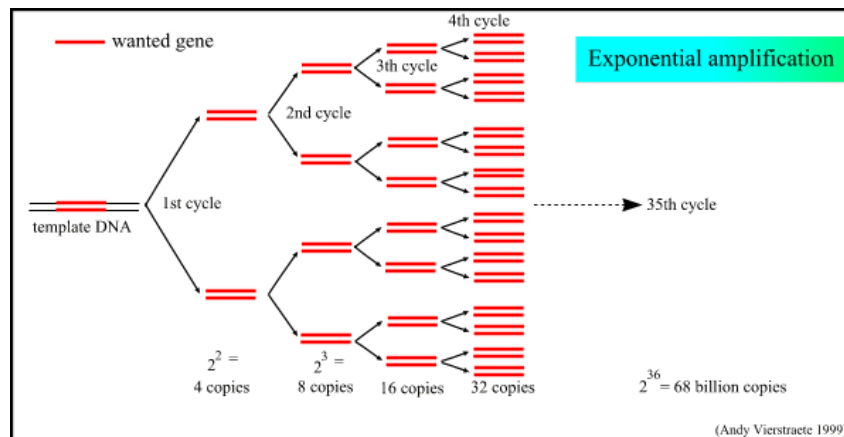 4th cycle
wanted gene
Exponential amplification
3th cycle
2nd cycle
1st cycle
35th cycle
template DNA
2^2 =
4 copies
2^3 =
8 copies
16 copies
32 copies
2^36 = 68 billion copies
(Andy Vierstraete 1999)